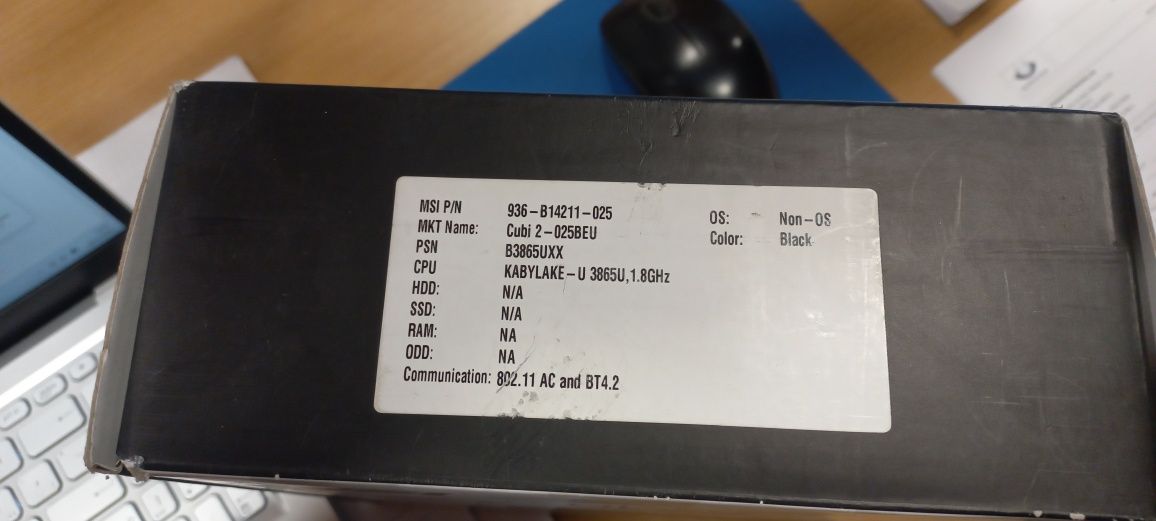 MSI P/N 936-B14211-025
MKT Name: Cubi 2-025BEU
PSN B3865UXX
CPU KABYLAKE-U 3865U,1.8GHz
HDD: N/A
SSD: N/A
RAM: NA
ODD: NA
Communication: 802.11 AC and BT4.2
OS: Non-OS
Color: Black